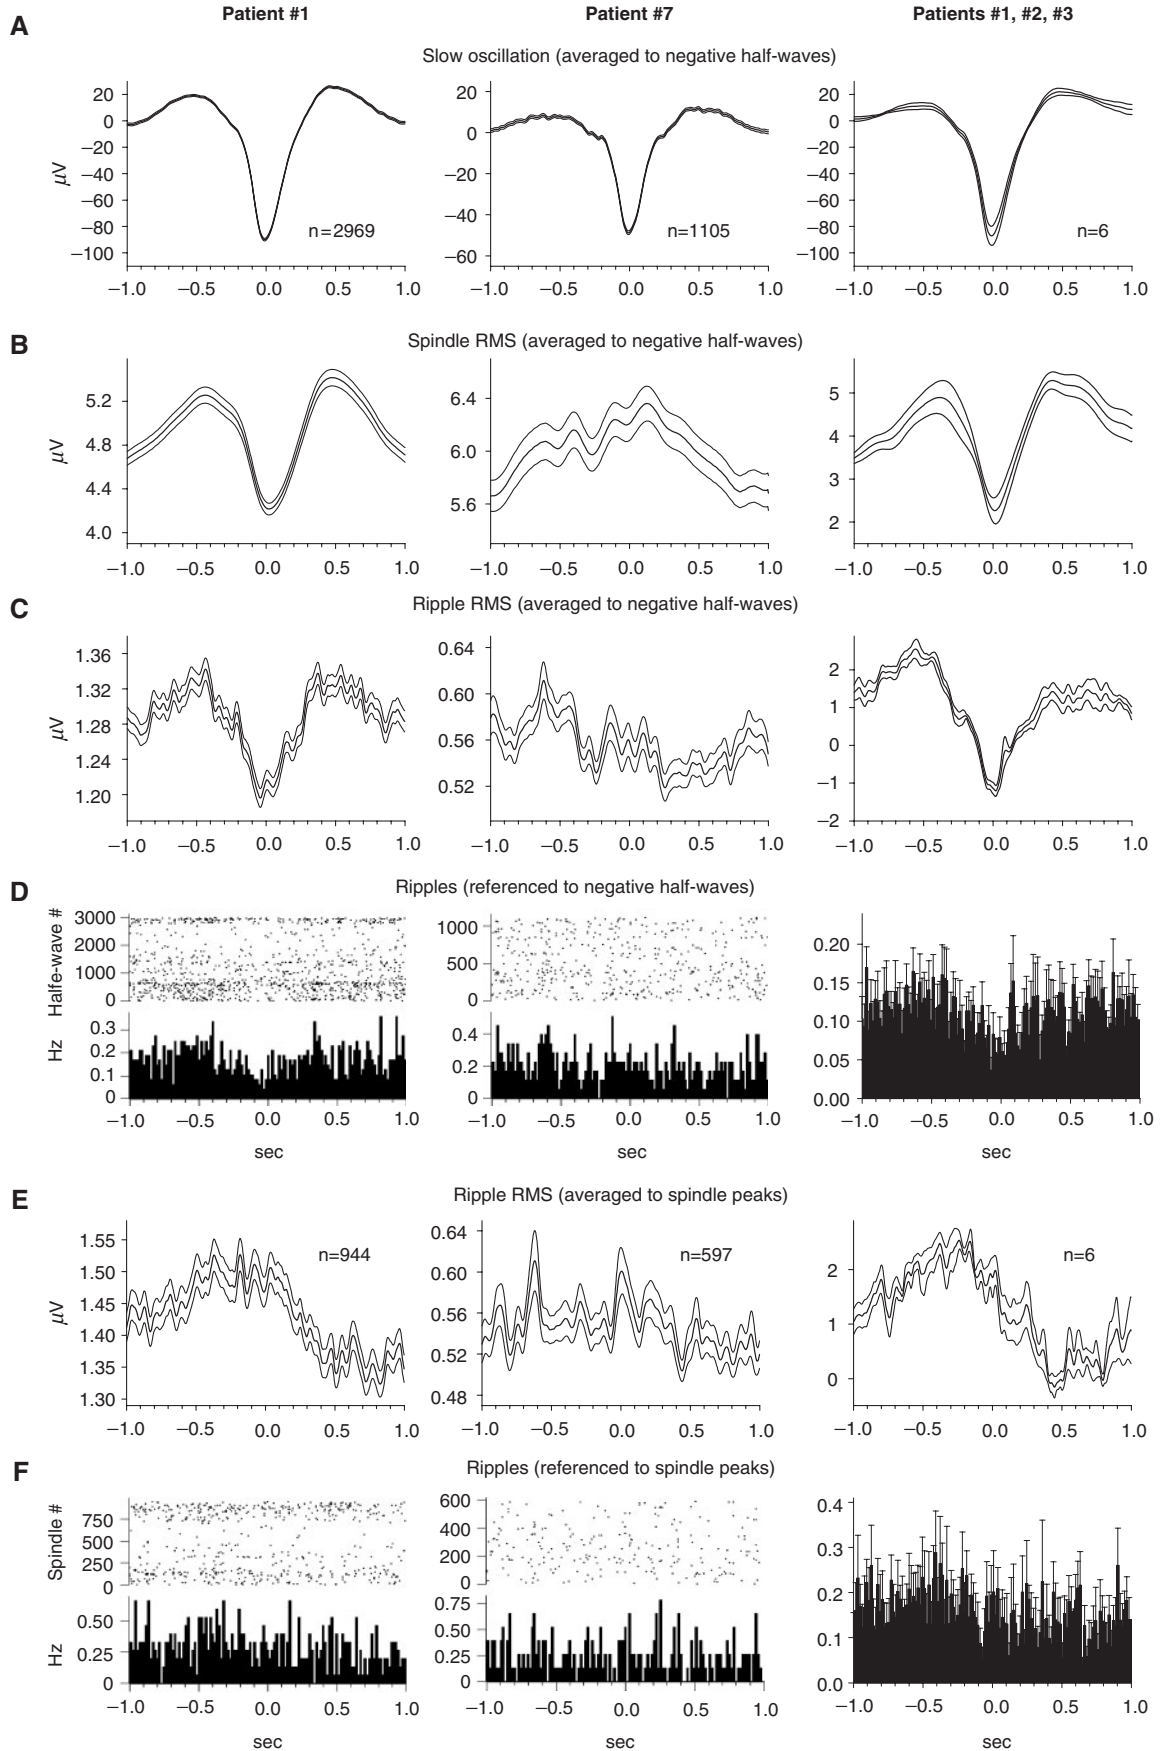 Patient #1 Patient #7 Patients #1, #2, #3
A
Slow oscillation (averaged to negative half-waves)
20 0 −20 −40 −60 −80 −100
μV
n=2969
−1.0 −0.5 0.0 0.5 1.0
20 0 −20 −40 −60
n=1105
−1.0 −0.5 0.0 0.5 1.0
20 0 −20 −40 −60 −80 −100
n=6
−1.0 −0.5 0.0 0.5 1.0
B
Spindle RMS (averaged to negative half-waves)
5.2 4.8 4.4 4.0
μV
−1.0 −0.5 0.0 0.5 1.0
6.4 6.0 5.6
−1.0 −0.5 0.0 0.5 1.0
5 4 3 2
−1.0 −0.5 0.0 0.5 1.0
C
Ripple RMS (averaged to negative half-waves)
1.36 1.32 1.28 1.24 1.20
μV
−1.0 −0.5 0.0 0.5 1.0
0.64 0.60 0.56 0.52
−1.0 −0.5 0.0 0.5 1.0
2 1 0 −1 −2
−1.0 −0.5 0.0 0.5 1.0
D
Ripples (referenced to negative half-waves)
Halfe-wave #
3000 2000 1000 0
Hz
0.3 0.2 0.1 0
−1.0 −0.5 0.0 0.5 1.0
sec
1000 500 0
0.4 0.2 0
−1.0 −0.5 0.0 0.5 1.0
sec
0.20 0.15 0.10 0.05 0.00
−1.0 −0.5 0.0 0.5 1.0
sec
E
Ripple RMS (averaged to spindle peaks)
1.55 1.50 1.45 1.40 1.35 1.30
μV
n=944
−1.0 −0.5 0.0 0.5 1.0
0.64 0.60 0.56 0.52 0.48
n=597
−1.0 −0.5 0.0 0.5 1.0
2 1 0
n=6
−1.0 −0.5 0.0 0.5 1.0
F
Ripples (referenced to spindle peaks)
Spindle #
750 500 250 0
Hz
0.50 0.25 0
−1.0 −0.5 0.0 0.5 1.0
sec
600 400 200 0
0.75 0.50 0.25 0
−1.0 −0.5 0.0 0.5 1.0
sec
0.4 0.3 0.2 0.1 0.0
−1.0 −0.5 0.0 0.5 1.0
sec